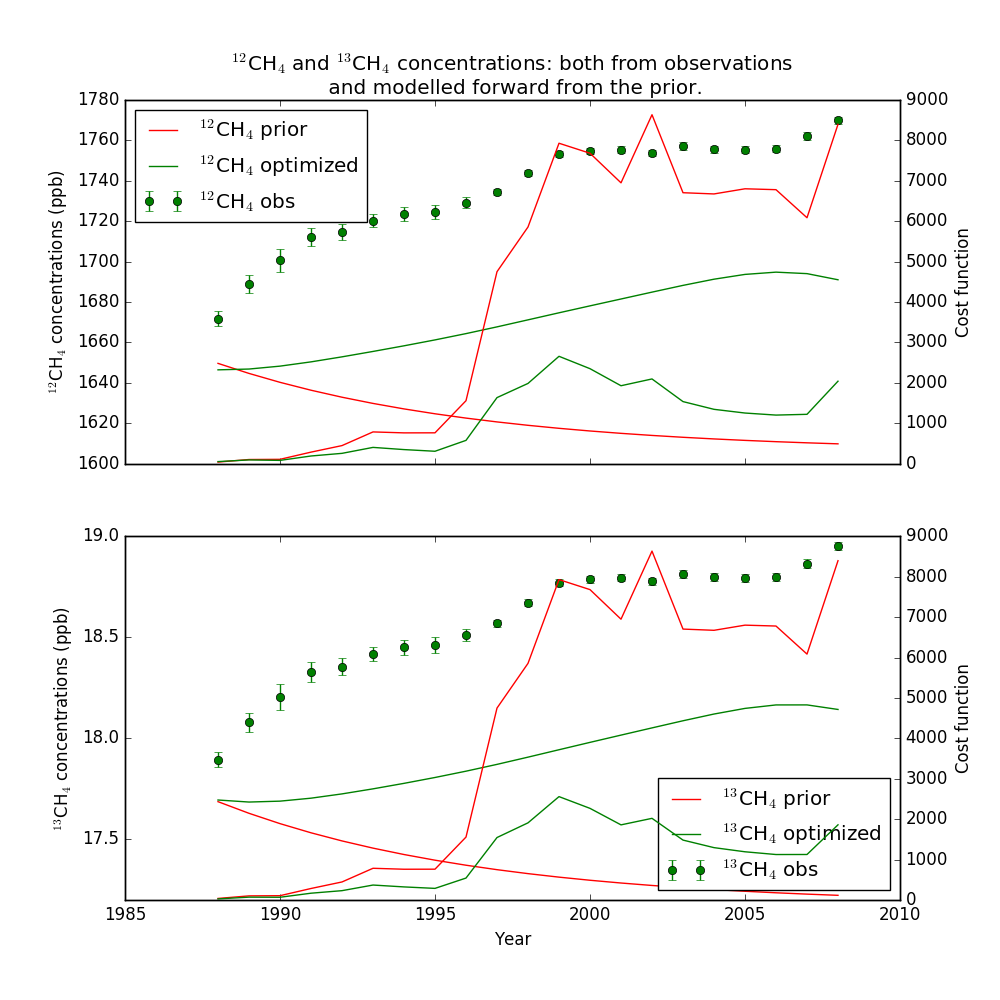 ¹²CH₄ and ¹³CH₄ concentrations: both from observations
and modelled forward from the prior.
1780
1760
1740
1720
1700
1680
1660
1640
1620
1600
¹²CH₄ concentrations (ppb)
¹²CH₄ prior
¹²CH₄ optimized
¹²CH₄ obs
9000
8000
7000
6000
5000
4000
3000
2000
1000
0
Cost function
19.0
18.5
18.0
17.5
¹³CH₄ concentrations (ppb)
¹³CH₄ prior
¹³CH₄ optimized
¹³CH₄ obs
9000
8000
7000
6000
5000
4000
3000
2000
1000
0
Cost function
1985 1990 1995 2000 2005 2010
Year